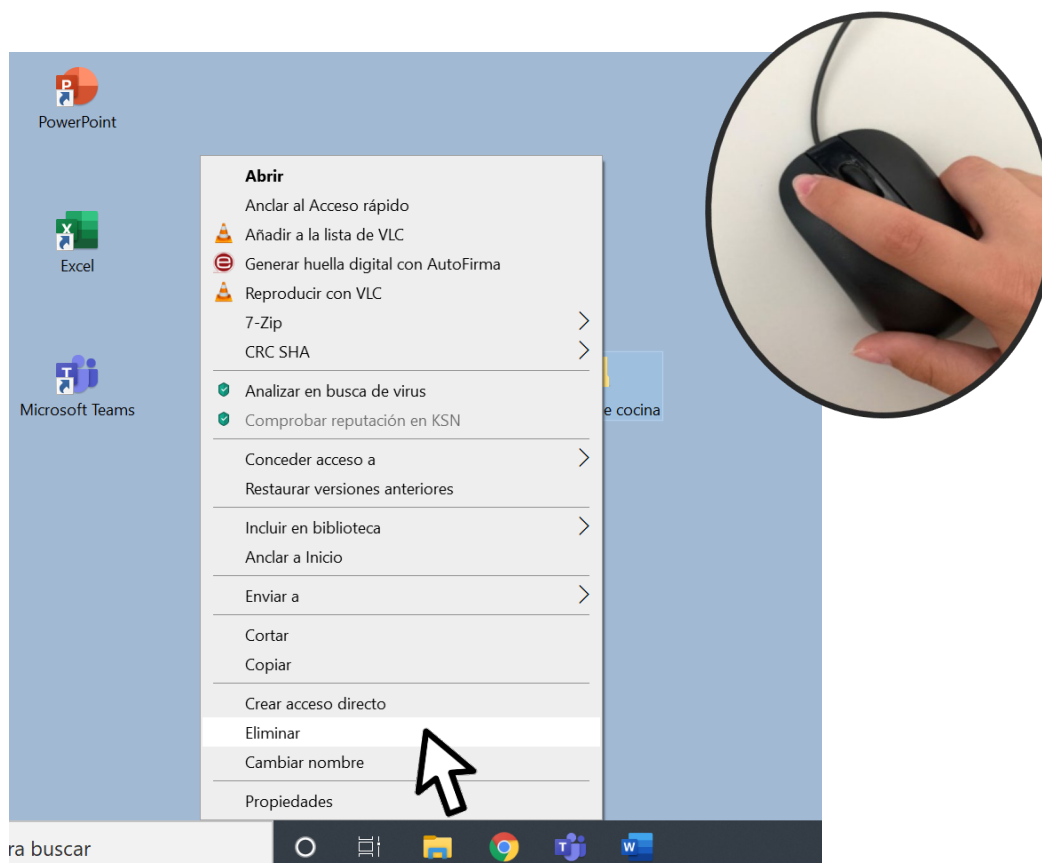 PowerPoint
Excel
Microsoft Teams
Abrir
Anclar al Acceso rápido
Añadir a la lista de VLC
Generar huella digital con AutoFirma
Reproducir con VLC
7-Zip
CRC SHA
Analizar en busca de virus
Comprobar reputación en KSN
Conceder acceso a
Restaurar versiones anteriores
Incluir en biblioteca
Anclar a Inicio
Enviar a
Cortar
Copiar
Crear acceso directo
Eliminar
Cambiar nombre
Propiedades
e cocina
ra buscar